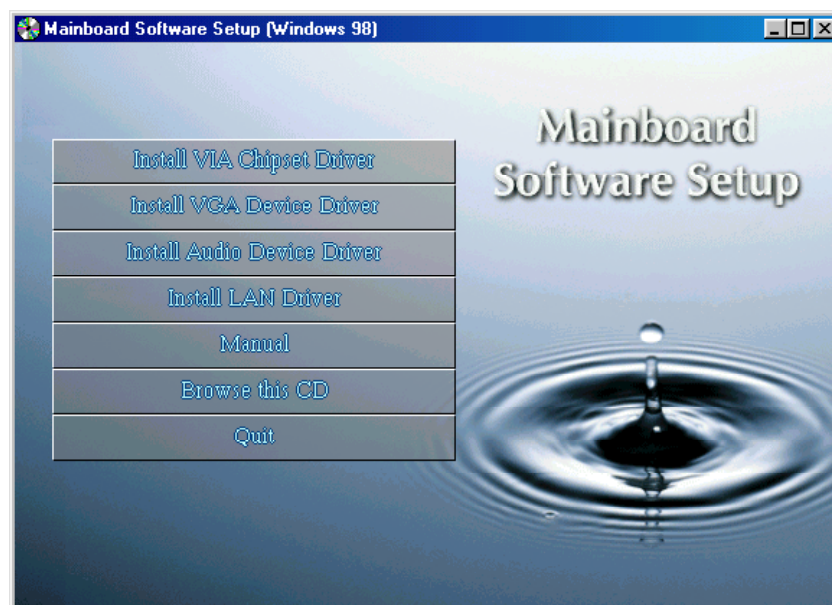 Mainboard Software Setup (Windows 98)
Mainboard
Software Setup
Install VIA Chipset Driver
Install VGA Device Driver
Install Audio Device Driver
Install LAN Driver
Manual
Browse this CD
Quit